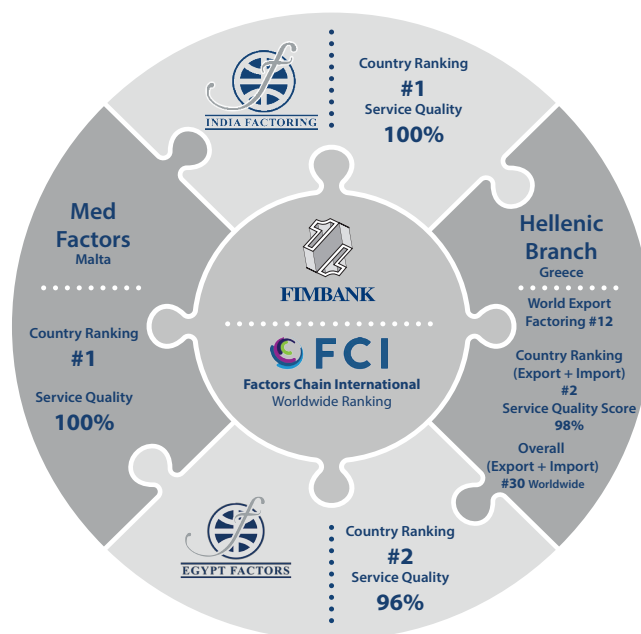 INDIA FACTORING
Country Ranking
#1
Service Quality
100%
Med
Factors
Malta
Country Ranking
#1
Service Quality
100%
FIMBANK
FCI
Factors Chain International
Worldwide Ranking
Hellenic
Branch
Greece
World Export
Factoring #12
Country Ranking
(Export + Import)
#2
Service Quality Score
98%
Overall
(Export + Import)
#30 Worldwide
EGYPT FACTORS
Country Ranking
#2
Service Quality
96%